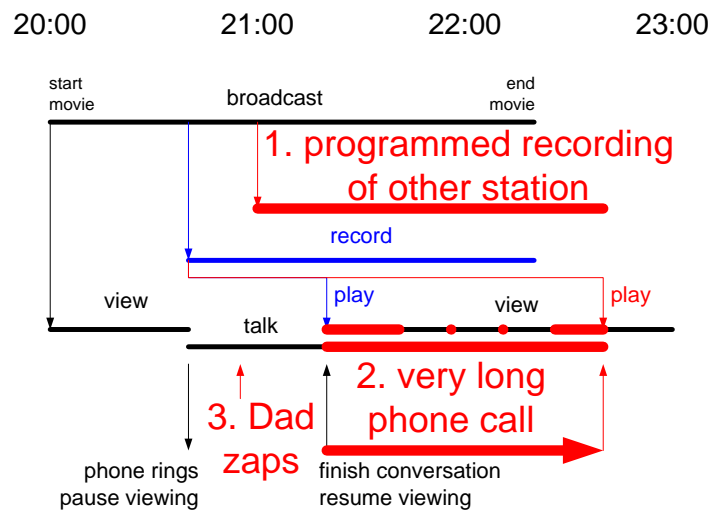 20:00 21:00 22:00 23:00
start
movie
broadcast
end
movie
1. programmed recording
of other station
record
view
play
view
play
talk
2. very long
phone call
3. Dad
zaps
phone rings
pause viewing
finish conversation
resume viewing